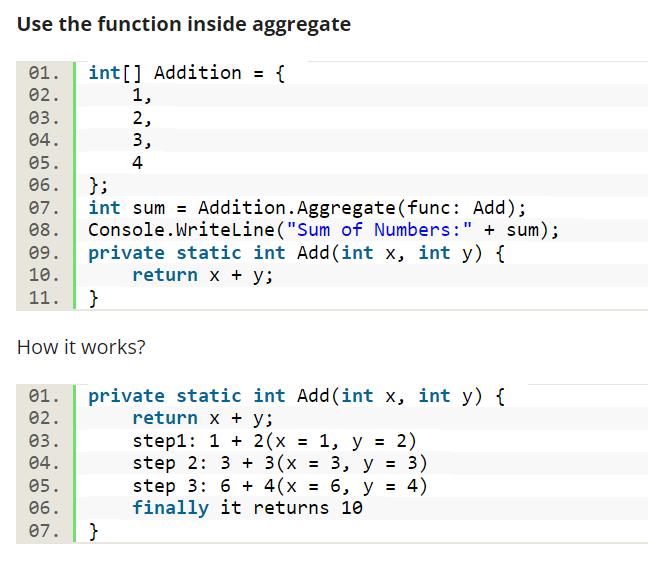 Use the function inside aggregate
01. int[] Addition = {
02.     1,
03.     2,
04.     3,
05.     4
06. };
07. int sum = Addition.Aggregate(func: Add);
08. Console.WriteLine("Sum of Numbers:" + sum);
09. private static int Add(int x, int y) {
10.     return x + y;
11. }
How it works?
01. private static int Add(int x, int y) {
02.     return x + y;
03.     step1: 1 + 2(x = 1, y = 2)
04.     step 2: 3 + 3(x = 3, y = 3)
05.     step 3: 6 + 4(x = 6, y = 4)
06.     finally it returns 10
07. }